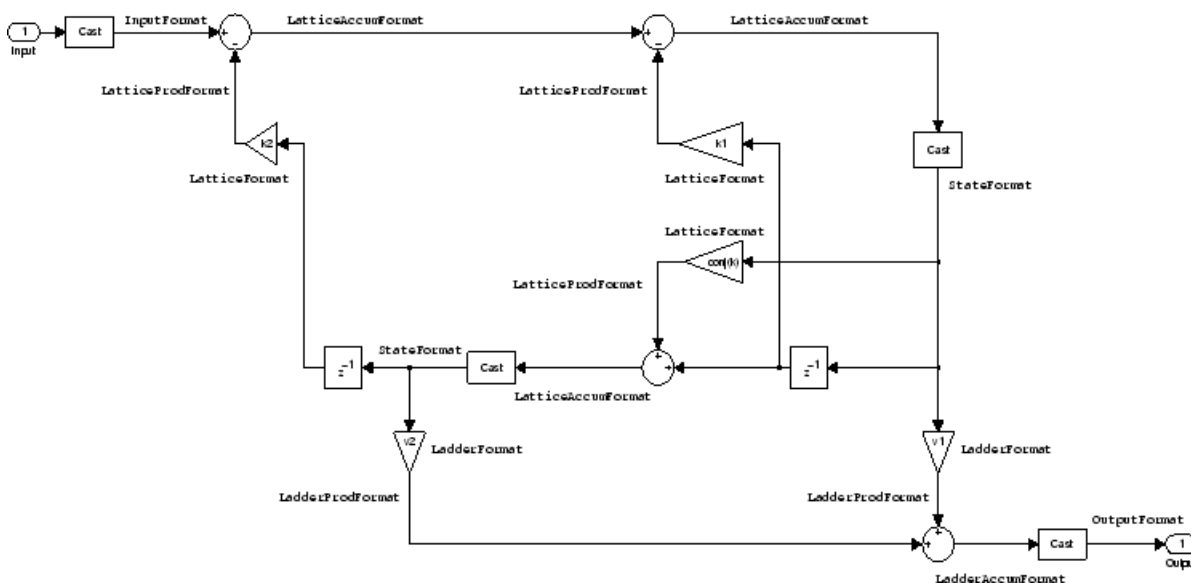 InputFormat
LatticeAccumFormat
LatticeAccumFormat
1
Cast
+
-
+
-
Input
LatticeProdFormat
LatticeProdFormat
k2
k1
Cast
LatticeFormat
LatticeFormat
StateFormat
LatticeFormat
conj(k)
LatticeProdFormat
StateFormat
z-1
Cast
+
+
z-1
LatticeAccumFormat
v2
LadderFormat
v1
LadderFormat
LadderProdFormat
LadderProdFormat
OutputFormat
+
+
Cast
1
Output
LadderAccumFormat